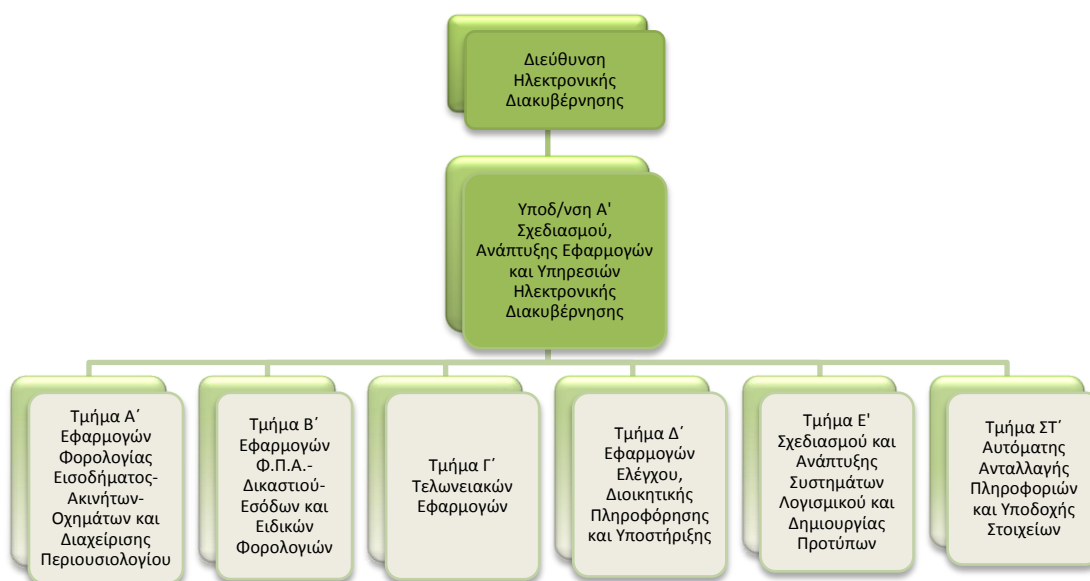 Διεύθυνση
Ηλεκτρονικής
Διακυβέρνησης
Υποδ/νση Α'
Σχεδιασμού,
Ανάπτυξης Εφαρμογών
και Υπηρεσιών
Ηλεκτρονικής
Διακυβέρνησης
Τμήμα Α΄
Εφαρμογών
Φορολογίας
Εισοδήματος-
Ακινήτων-
Οχημάτων και
Διαχείρισης
Περιουσιολογίου
Τμήμα Β΄
Εφαρμογών
Φ.Π.Α.-
Δικαστιού-
Εσόδων και
Ειδικών
Φορολογιών
Τμήμα Γ΄
Τελωνειακών
Εφαρμογών
Τμήμα Δ΄
Εφαρμογών
Ελέγχου,
Διοικητικής
Πληροφόρησης
και Υποστήριξης
Τμήμα Ε'
Σχεδιασμού και
Ανάπτυξης
Συστημάτων
Λογισμικού και
Δημιουργίας
Προτύπων
Τμήμα ΣΤ΄
Αυτόματης
Ανταλλαγής
Πληροφοριών
και Υποδοχής
Στοιχείων